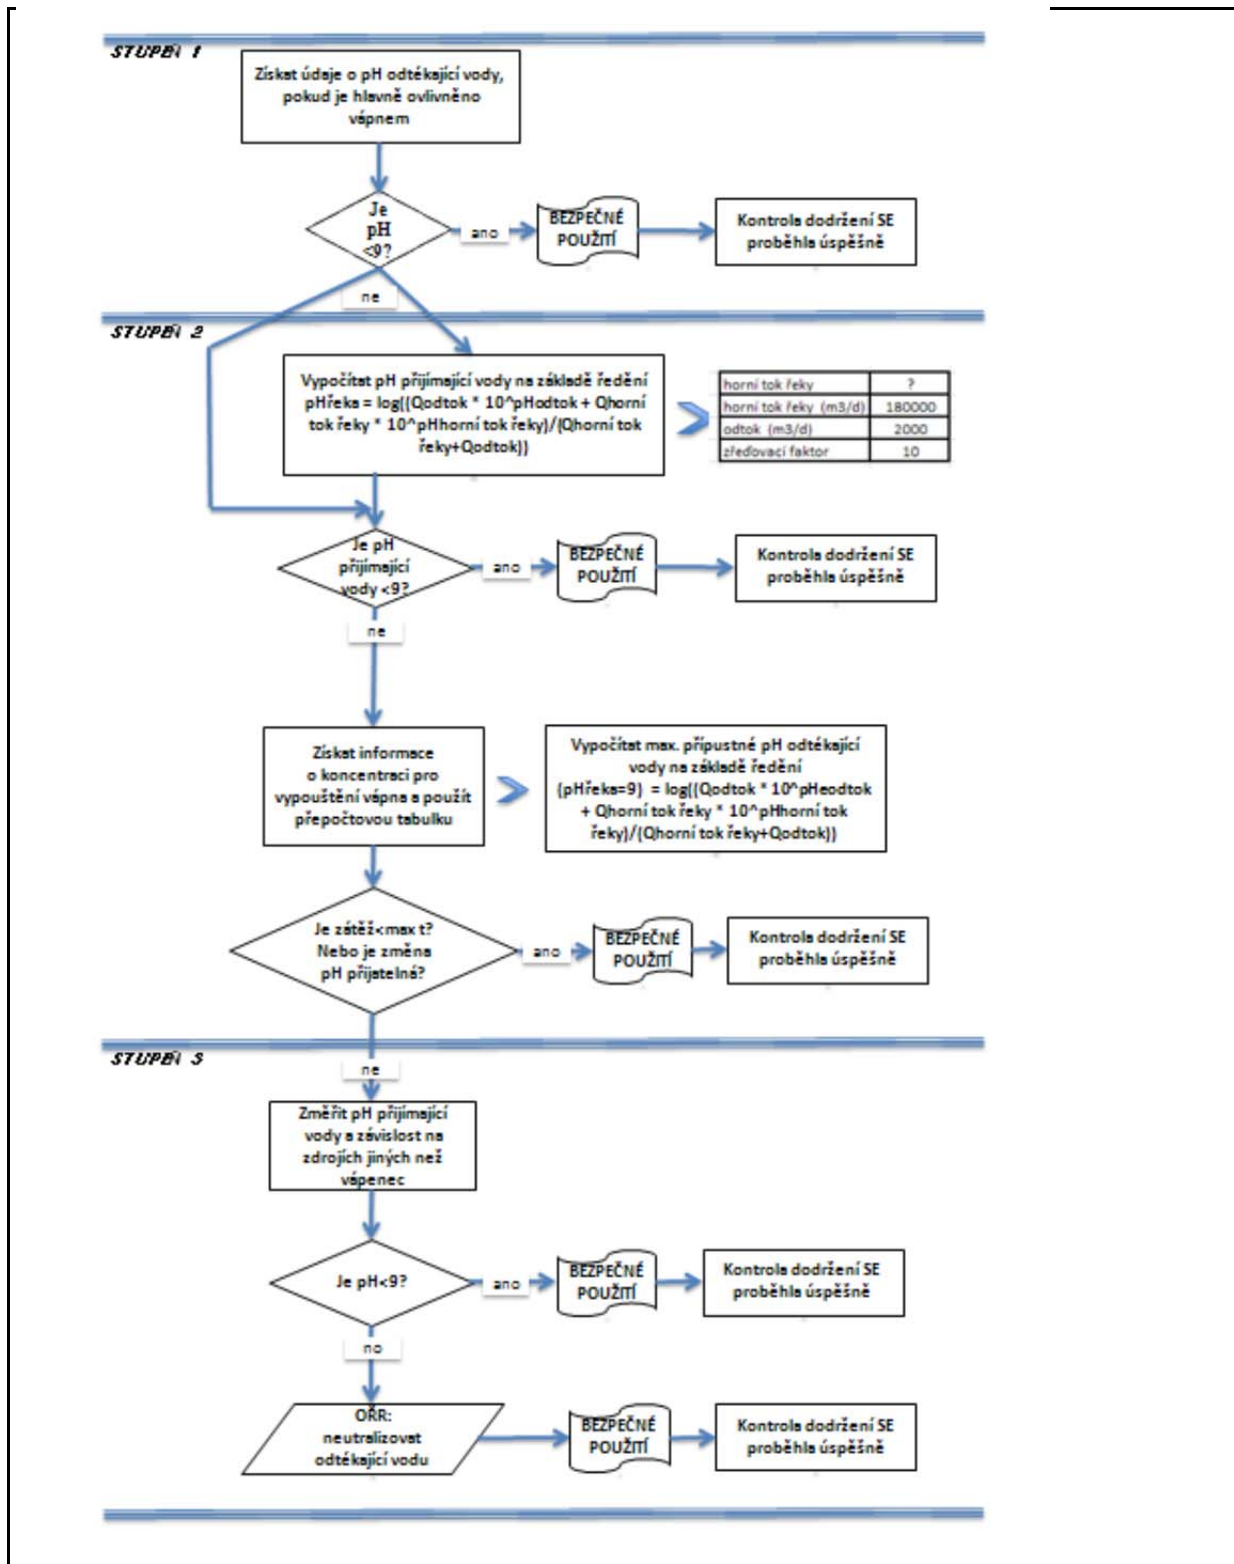 STUPEŇ 1
Získat údaje o pH odtékající vody,
pokud je hlavně ovlivněno
vápnem
Je
pH
<9?
ano
BEZPEČNÉ
POUŽITÍ
Kontrola dodržení SE
proběhla úspěšně
ne
STUPEŇ 2
Vypočítat pH přijímající vody na základě ředění
pHřeka = log((Qodtok * 10^pHodtok + Qhorní
tok řeky * 10^pHhorní tok řeky)/(Qhorní tok
řeky+Qodtok))
horní tok řeky ?
horní tok řeky (m3/d) 180000
odtok (m3/d) 2000
zřeďovací faktor 10
Je pH
přijímající
vody <9?
ano
BEZPEČNÉ
POUŽITÍ
Kontrola dodržení SE
proběhla úspěšně
ne
Získat informace
o koncentraci pro
vypouštění vápna a použít
přepočtovou tabulku
Vypočítat max. přípustné pH odtékající
vody na základě ředění
(pHřeka=9) = log((Qodtok * 10^pHeodtok
+ Qhorní tok řeky * 10^pHhorní tok
řeky)/(Qhorní tok řeky+Qodtok))
Je zátěž<max t?
Nebo je změna
pH přijatelná?
ano
BEZPEČNÉ
POUŽITÍ
Kontrola dodržení SE
proběhla úspěšně
STUPEŇ 3
ne
Změřit pH přijímající
vody a závislost na
zdrojích jiných než
vápenec
Je pH<9?
ano
BEZPEČNÉ
POUŽITÍ
Kontrola dodržení SE
proběhla úspěšně
no
OŘR:
neutralizovat
odtékající vodu
BEZPEČNÉ
POUŽITÍ
Kontrola dodržení SE
proběhla úspěšně